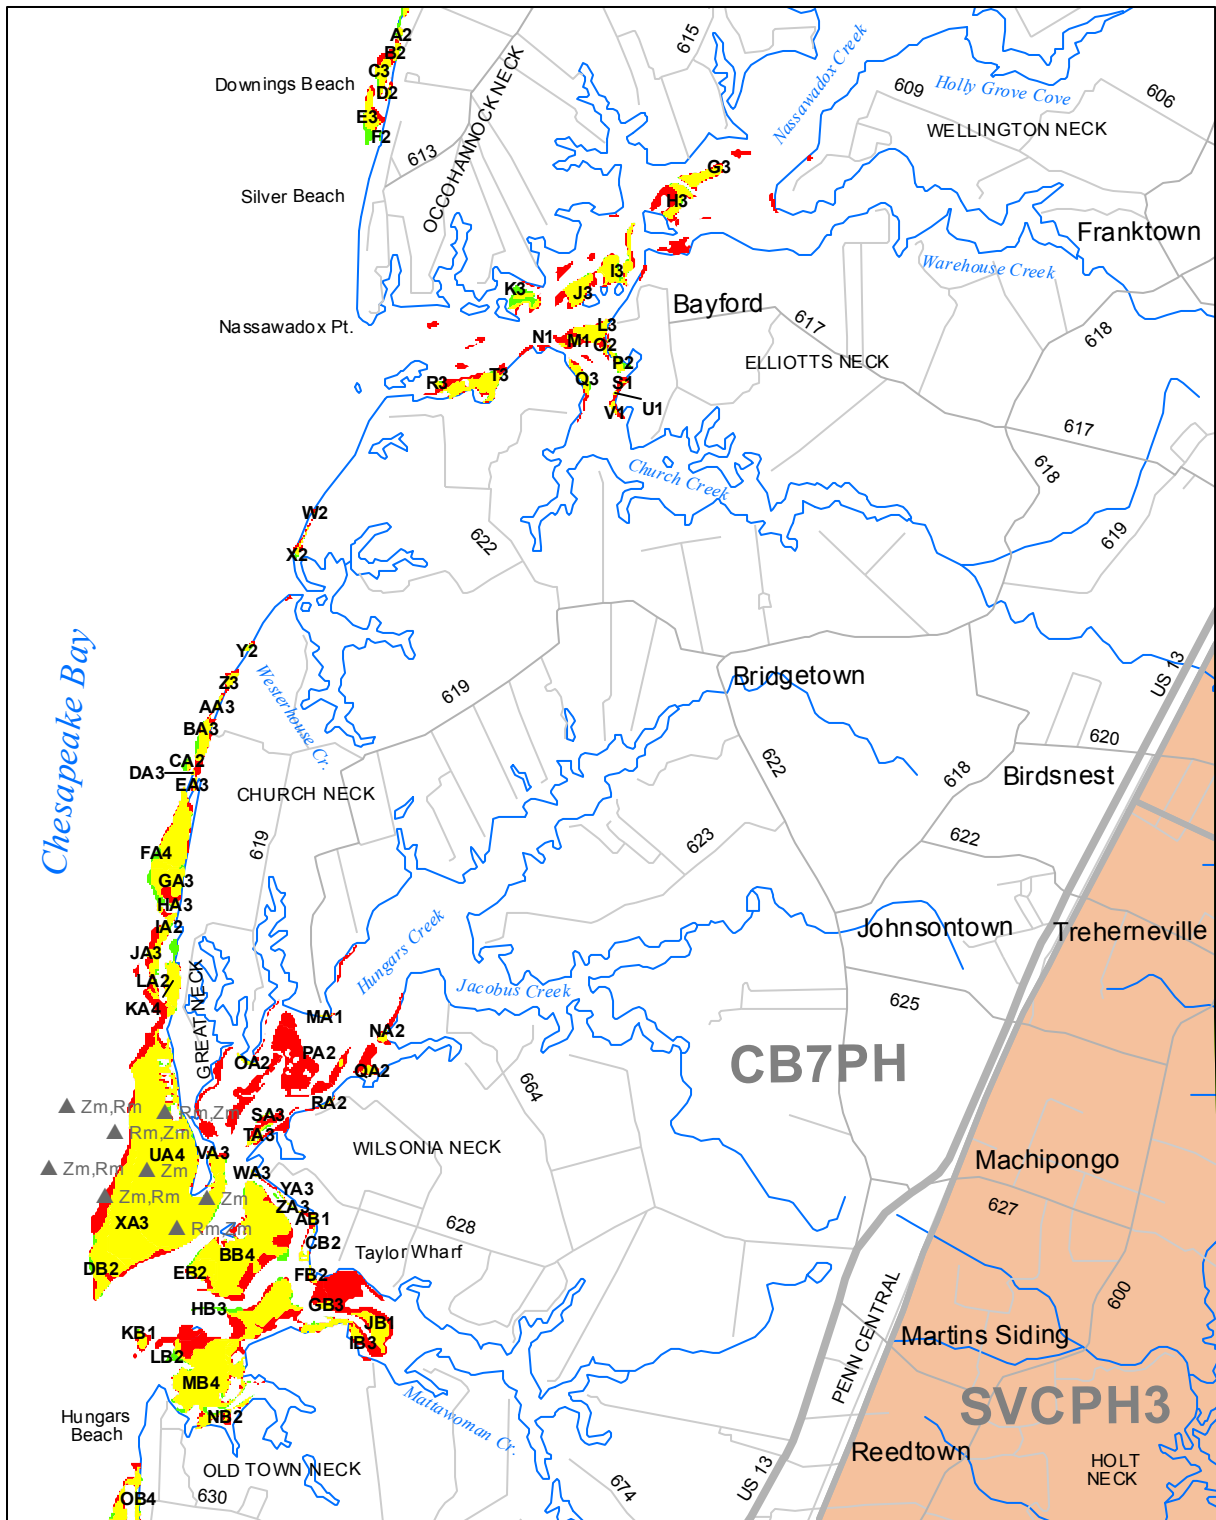 A2
B2
C3
Downings Beach
D2
E3
F2
613
Silver Beach
OCCOHANNOCK NECK
615
Nassawadox Creek
609
Holly Grove Cove
606
WELLINGTON NECK
G3
H3
Franktown
Warehouse Creek
I3
K3
J3
Bayford
Nassawadox Pt.
L3
617
618
N1
M1
O2
ELLIOTTS NECK
P2
T3
Q3
R3
S1
U1
V1
617
Church Creek
618
W2
622
619
X2
Chesapeake Bay
Y2
Westerhouse Cr.
US 13
Z3
619
Bridgetown
AA3
BA3
620
CA2
622
DA3
618
Birdsnest
EA3
CHURCH NECK
619
623
622
FA4
GA3
HA3
IA2
Hungars Creek
Johnsontown
Treherneville
JA3
GREAT NECK
LA2
Jacobus Creek
KA4
625
MA1
NA2
PA2
OA2
QA2
CB7PH
664
Zm,Rm
Rm,Zm
RA2
SA3
Rm,Zm
TA3
UA4
VA3
WILSONIA NECK
Zm,Rm
Zm
WA3
Machipongo
YA3
Zm,Rm
Zm
ZA3
627
XA3
Rm,Zm
AB1
628
CB2
Taylor Wharf
BB4
DB2
EB2
FB2
PENN CENTRAL
600
HB3
GB3
KB1
JB1
IB3
Martins Siding
LB2
MB4
Mattawoman Cr.
SVCPH3
Hungars
Beach
NB2
Reedtown
HOLT
NECK
OLD TOWN NECK
US 13
674
OB4
630